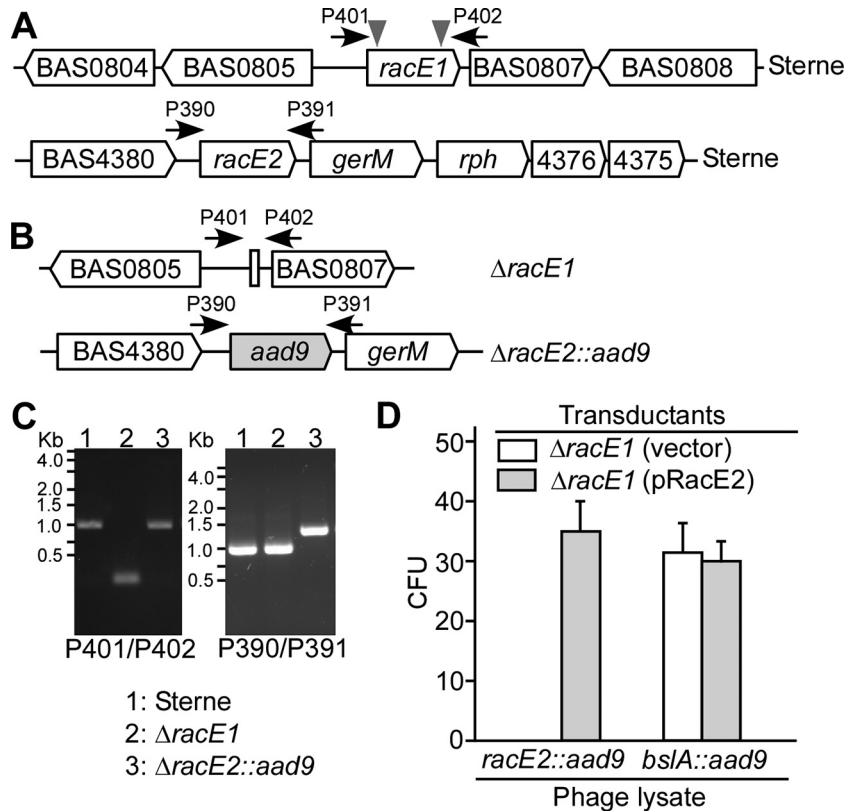 A
P401 P402
BAS0804 BAS0805 racE1 BAS0807 BAS0808 Sterne
P390 P391
BAS4380 racE2 gerM rph 4376 4375 Sterne
B
P401 P402
BAS0805 BAS0807 ΔracE1
P390 P391
BAS4380 aad9 gerM ΔracE2::aad9
C
Kb 1 2 3
4.0
2.0
1.5
1.0
0.5
P401/P402
Kb 1 2 3
4.0
2.0
1.5
1.0
0.5
P390/P391
1: Sterne
2: ΔracE1
3: ΔracE2::aad9
D
Transductants
ΔracE1 (vector)
ΔracE1 (pRacE2)
CFU
50
40
30
20
10
0
racE2::aad9 bslA::aad9
Phage lysate